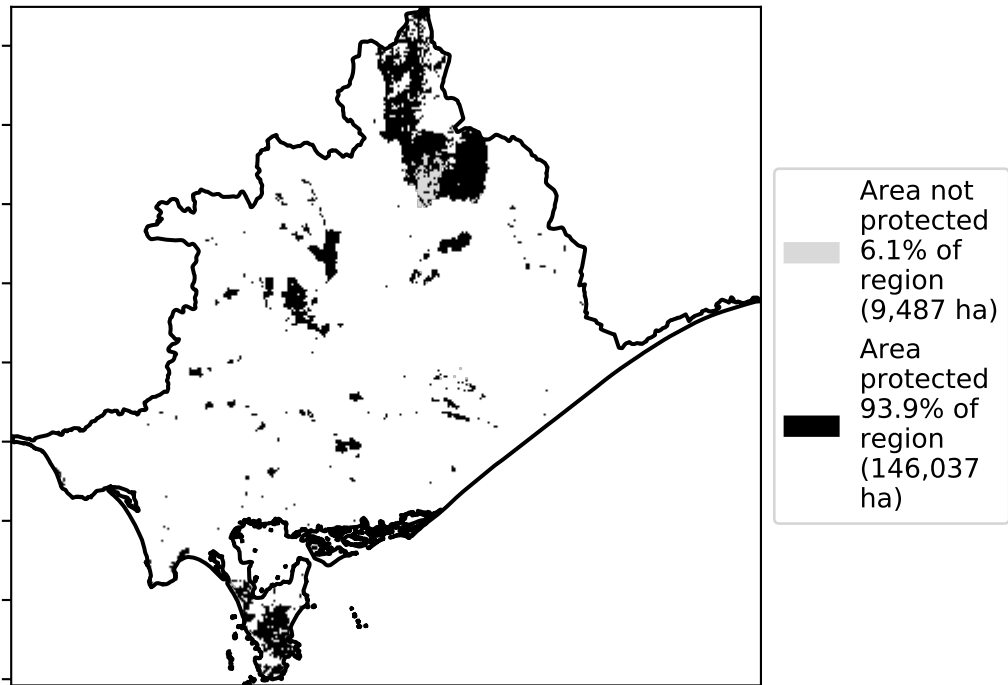 Area not
protected
6.1% of
region
(9,487 ha)
Area
protected
93.9% of
region
(146,037
ha)